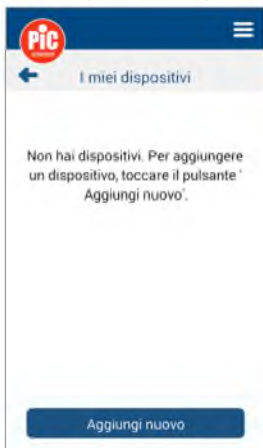 PiC
I miei dispositivi
Non hai dispositivi. Per aggiungere
un dispositivo, toccare il pulsante '
Aggiungi nuovo'.
Aggiungi nuovo